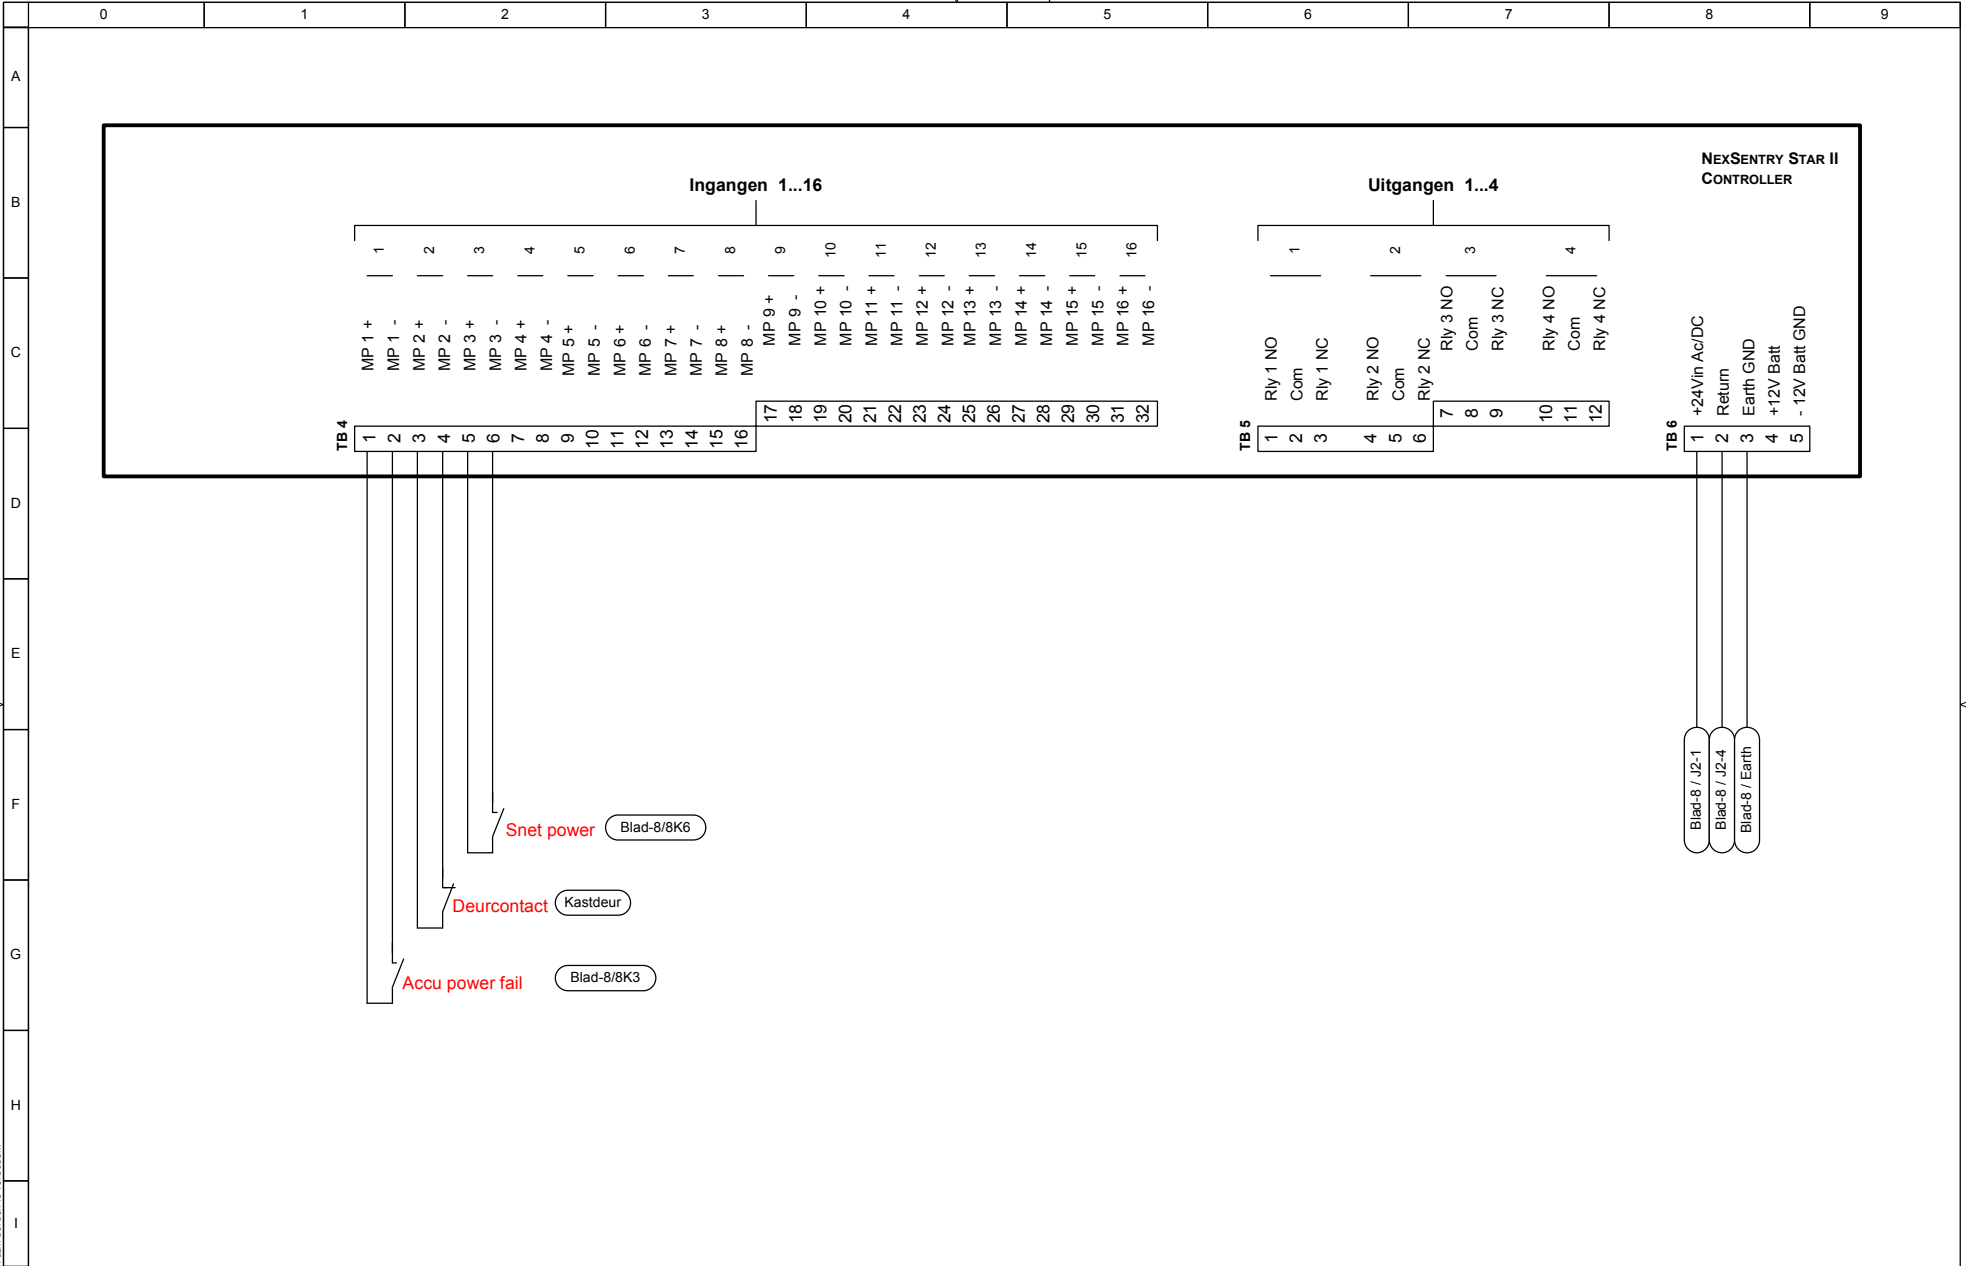 0 1 2 3 4 5 6 7 8 9
A
B
C
D
E
F
G
H
I
NEXSENTRY STAR II
CONTROLLER
Ingangen 1...16
Uitgangen 1...4
1 2 3 4 5 6 7 8 9 10 11 12 13 14 15 16
1 2 3 4
MP 1 +
MP 1 -
MP 2 +
MP 2 -
MP 3 +
MP 3 -
MP 4 +
MP 4 -
MP 5 +
MP 5 -
MP 6 +
MP 6 -
MP 7 +
MP 7 -
MP 8 +
MP 8 -
MP 9 +
MP 9 -
MP 10 +
MP 10 -
MP 11 +
MP 11 -
MP 12 +
MP 12 -
MP 13 +
MP 13 -
MP 14 +
MP 14 -
MP 15 +
MP 15 -
MP 16 +
MP 16 -
Rly 1 NO
Com
Rly 1 NC
Rly 2 NO
Com
Rly 2 NC
Rly 3 NO
Com
Rly 3 NC
Rly 4 NO
Com
Rly 4 NC
+24Vin Ac/DC
Return
Earth GND
+12V Batt
- 12V Batt GND
TB 4
1 2 3 4 5 6 7 8 9 10 11 12 13 14 15 16
17 18 19 20 21 22 23 24 25 26 27 28 29 30 31 32
TB 5
1 2 3 4 5 6
7 8 9 10 11 12
TB 6
1 2 3 4 5
Blad-8 / J2-1
Blad-8 / J2-4
Blad-8 / Earth
Snet power Blad-8/8K6
Deurcontact Kastdeur
Accu power fail Blad-8/8K3